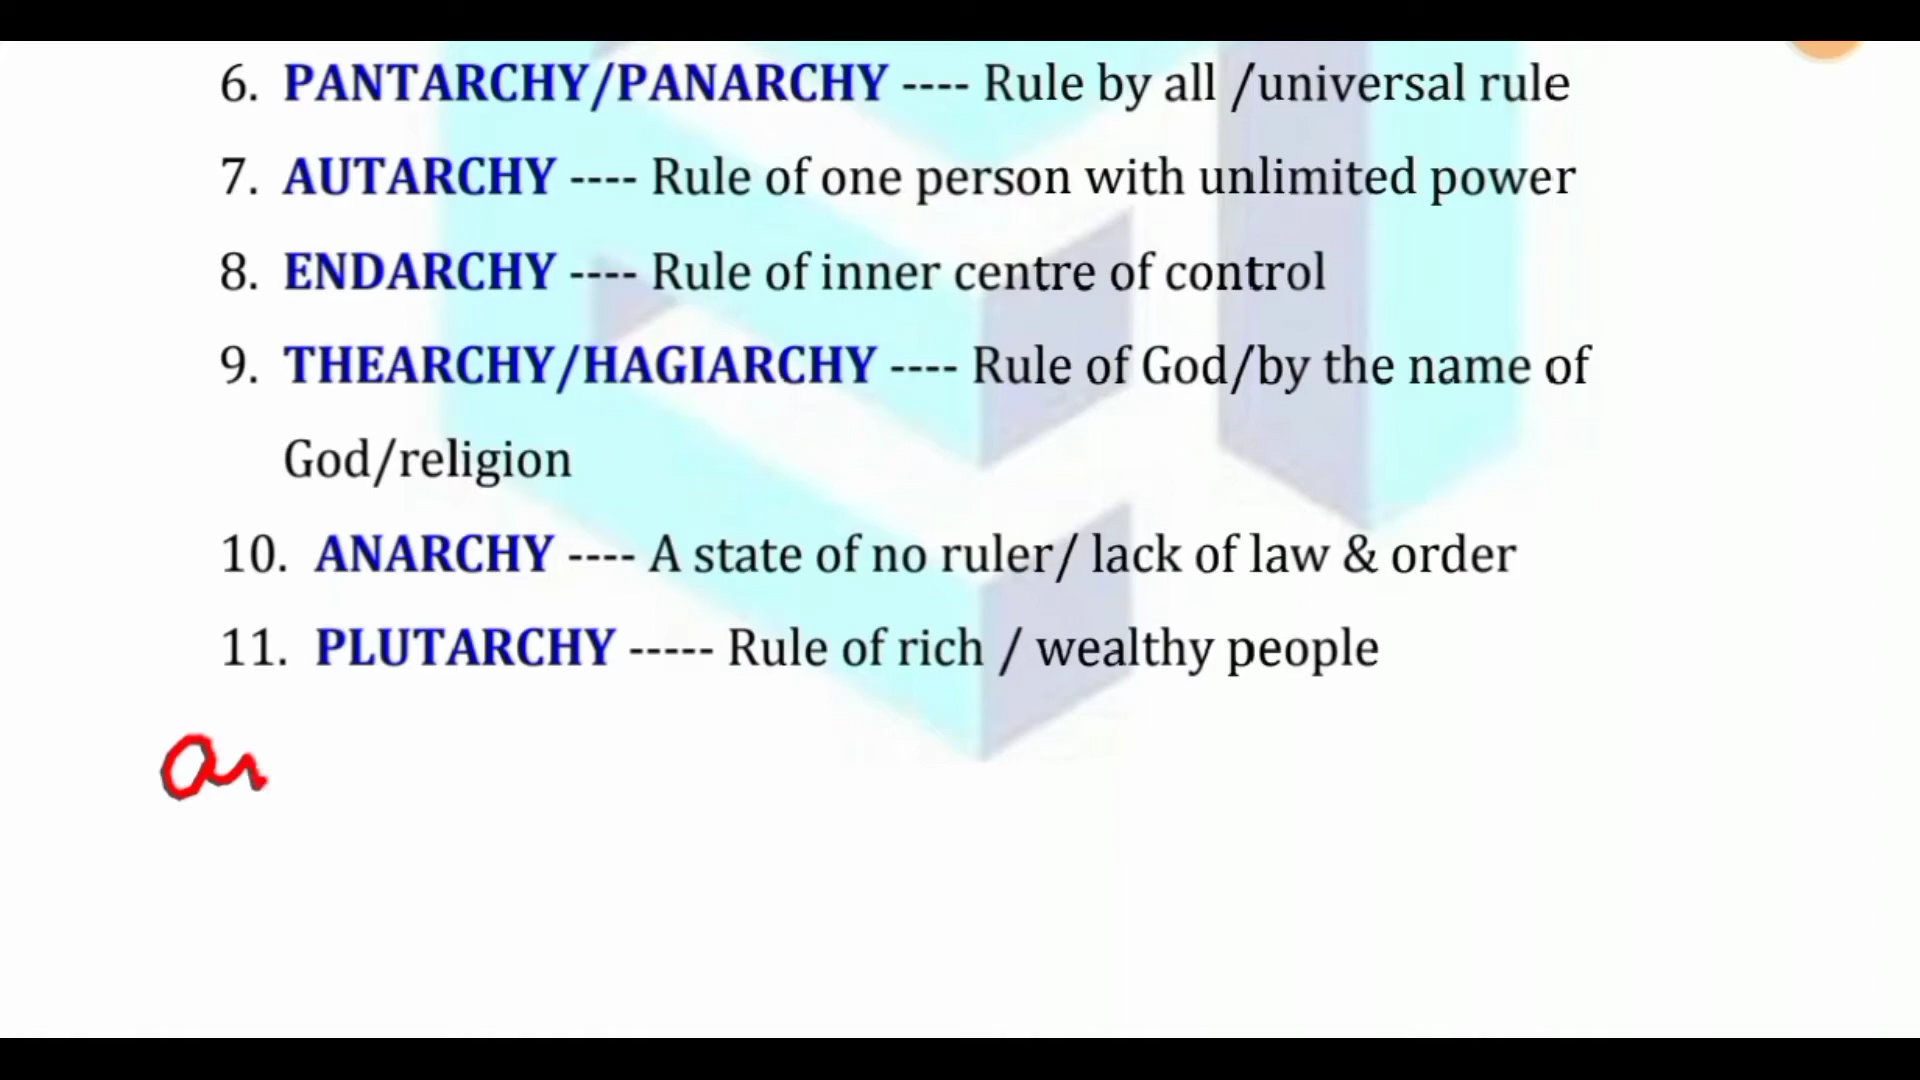 6. PANTARCHY/PANARCHY ---- Rule by all /universal rule
7. AUTARCHY ---- Rule of one person with unlimited power
8. ENDARCHY ---- Rule of inner centre of control
9. THEARCHY/HAGIARCHY ---- Rule of God/by the name of
God/religion
10. ANARCHY ---- A state of no ruler/ lack of law & order
11. PLUTARCHY ----- Rule of rich / wealthy people